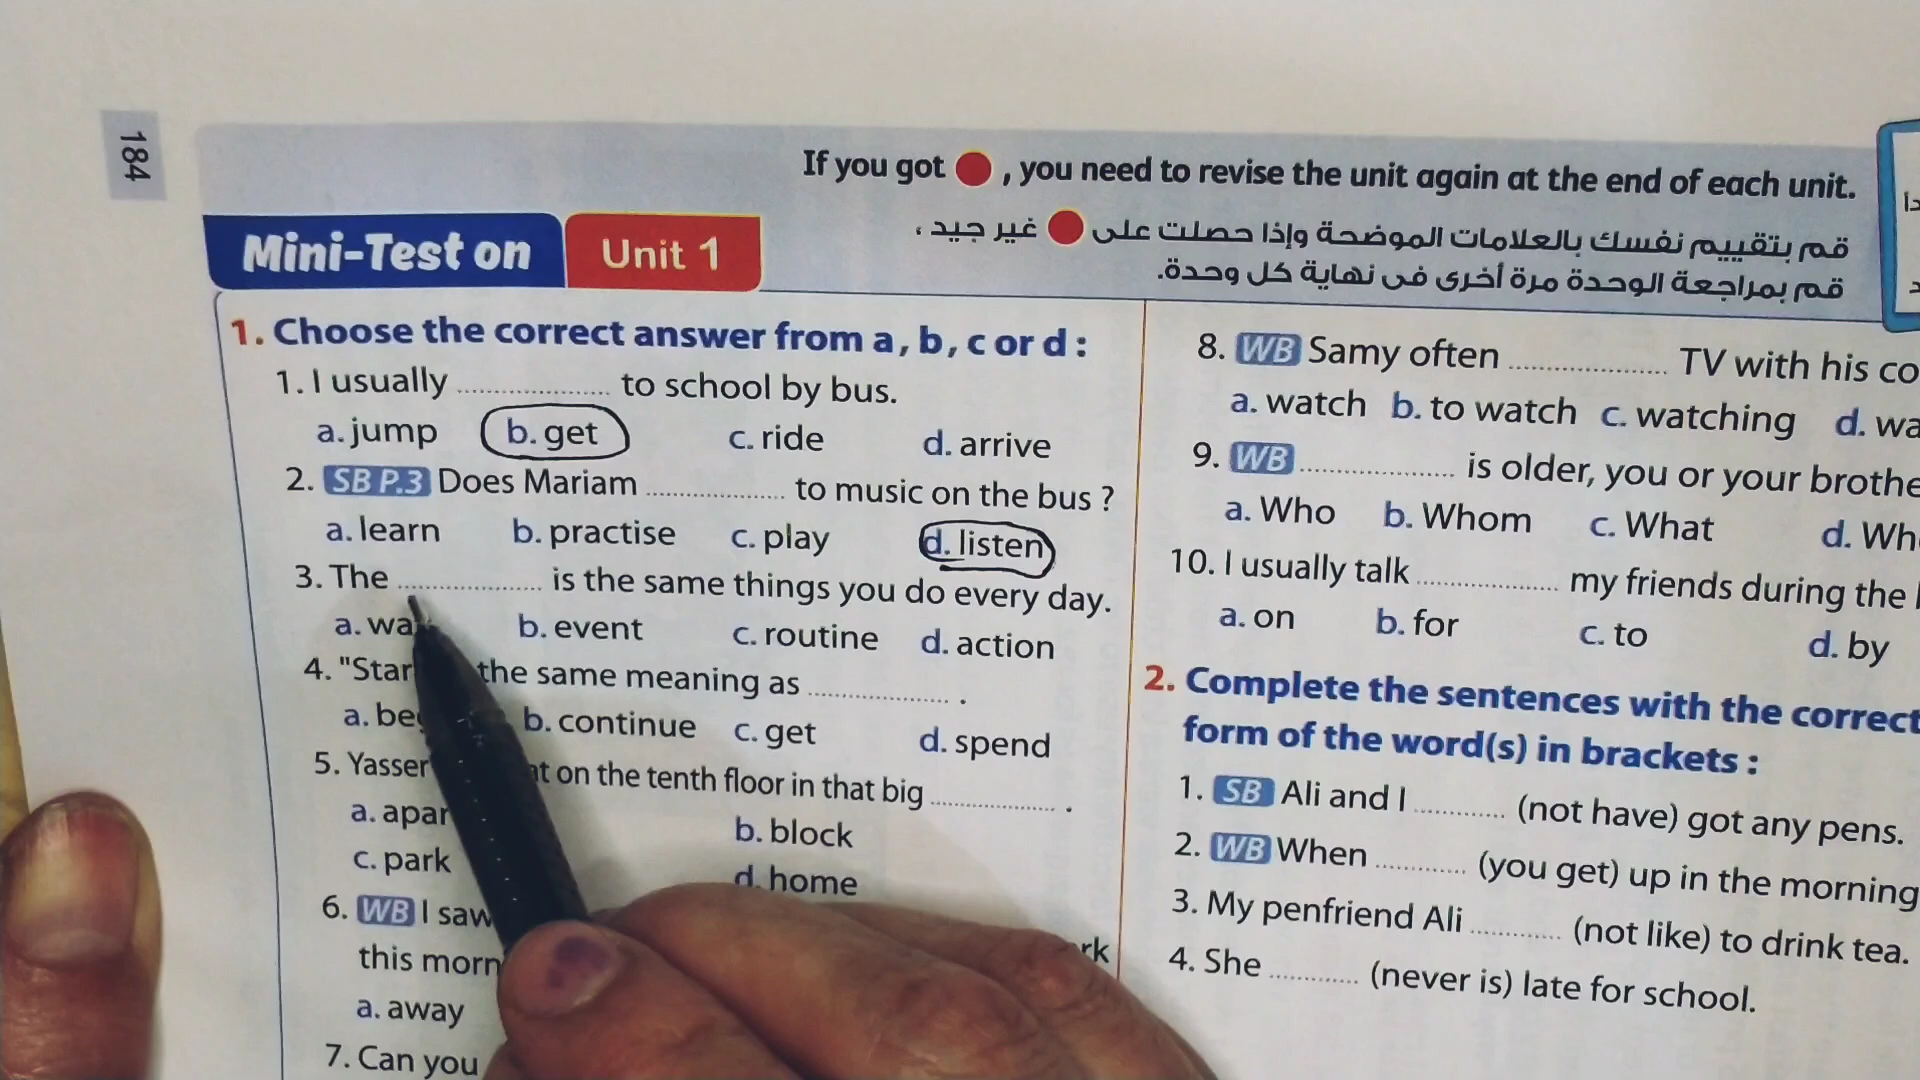 184
If you got , you need to revise the unit again at the end of each unit.
قم بتقييم نفسك بالعلامات الموضحة وإذا حصلت على غير جيد ،
قم بمراجعة الوحدة مرة أخرى فى نهاية كل وحدة.
Mini-Test on Unit 1
1. Choose the correct answer from a, b, c or d :
1. I usually .................. to school by bus.
a. jump b. get c. ride d. arrive
2. SB P.3 Does Mariam .................. to music on the bus ?
a. learn b. practise c. play d. listen
3. The .................. is the same things you do every day.
a. b. event c. routine d. action
4. the same meaning as .................. .
a. b. continue c. get d. spend
5. Yasser on the tenth floor in that big .................. .
a. b. block
c. park d. home
6. WB I saw
this
a. away
7. Can you
8. WB Samy often .................. TV with his
a. watch b. to watch c. watching d.
9. WB .................. is older, you or your
a. Who b. Whom c. What d.
10. I usually talk .................. my friends during the
a. on b. for c. to d. by
2. Complete the sentences with the correct
form of the word(s) in brackets :
1. SB Ali and I ........... (not have) got any pens.
2. WB When ........... (you get) up in the morning
3. My penfriend Ali ........... (not like) to drink tea.
4. She ........... (never is) late for school.